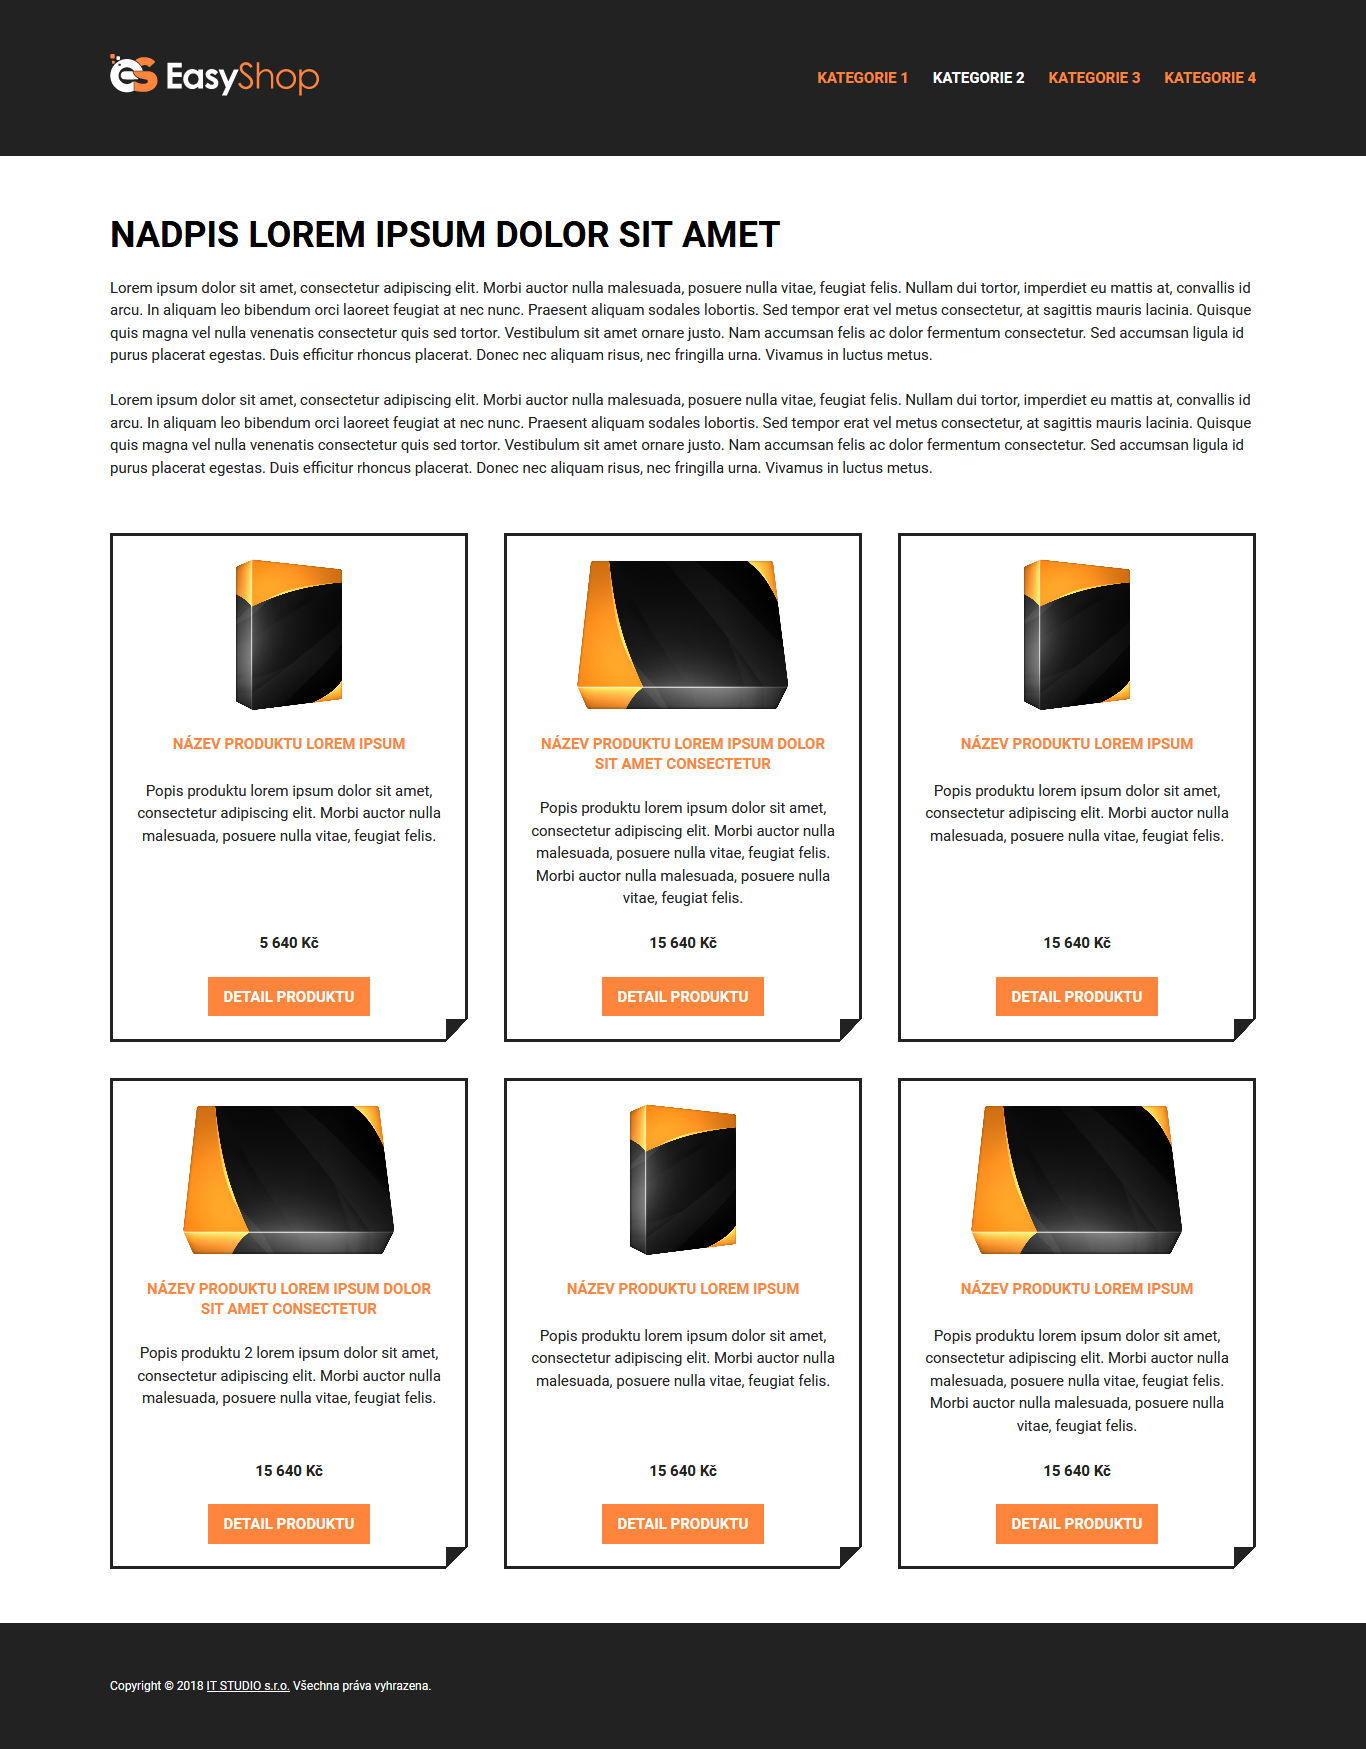 EasyShop
KATEGORIE 1 KATEGORIE 2 KATEGORIE 3 KATEGORIE 4
NADPIS LOREM IPSUM DOLOR SIT AMET
Lorem ipsum dolor sit amet, consectetur adipiscing elit. Morbi auctor nulla malesuada, posuere nulla vitae, feugiat felis. Nullam dui tortor, imperdiet eu mattis at, convallis id
arcu. In aliquam leo bibendum orci laoreet feugiat at nec nunc. Praesent aliquam sodales lobortis. Sed tempor erat vel metus consectetur, at sagittis mauris lacinia. Quisque
quis magna vel nulla venenatis consectetur quis sed tortor. Vestibulum sit amet ornare justo. Nam accumsan felis ac dolor fermentum consectetur. Sed accumsan ligula id
purus placerat egestas. Duis efficitur rhoncus placerat. Donec nec aliquam risus, nec fringilla urna. Vivamus in luctus metus.
Lorem ipsum dolor sit amet, consectetur adipiscing elit. Morbi auctor nulla malesuada, posuere nulla vitae, feugiat felis. Nullam dui tortor, imperdiet eu mattis at, convallis id
arcu. In aliquam leo bibendum orci laoreet feugiat at nec nunc. Praesent aliquam sodales lobortis. Sed tempor erat vel metus consectetur, at sagittis mauris lacinia. Quisque
quis magna vel nulla venenatis consectetur quis sed tortor. Vestibulum sit amet ornare justo. Nam accumsan felis ac dolor fermentum consectetur. Sed accumsan ligula id
purus placerat egestas. Duis efficitur rhoncus placerat. Donec nec aliquam risus, nec fringilla urna. Vivamus in luctus metus.
NÁZEV PRODUKTU LOREM IPSUM
Popis produktu lorem ipsum dolor sit amet,
consectetur adipiscing elit. Morbi auctor nulla
malesuada, posuere nulla vitae, feugiat felis.
5 640 Kč
DETAIL PRODUKTU
NÁZEV PRODUKTU LOREM IPSUM DOLOR
SIT AMET CONSECTETUR
Popis produktu lorem ipsum dolor sit amet,
consectetur adipiscing elit. Morbi auctor nulla
malesuada, posuere nulla vitae, feugiat felis.
Morbi auctor nulla malesuada, posuere nulla
vitae, feugiat felis.
15 640 Kč
DETAIL PRODUKTU
NÁZEV PRODUKTU LOREM IPSUM
Popis produktu lorem ipsum dolor sit amet,
consectetur adipiscing elit. Morbi auctor nulla
malesuada, posuere nulla vitae, feugiat felis.
15 640 Kč
DETAIL PRODUKTU
NÁZEV PRODUKTU LOREM IPSUM DOLOR
SIT AMET CONSECTETUR
Popis produktu 2 lorem ipsum dolor sit amet,
consectetur adipiscing elit. Morbi auctor nulla
malesuada, posuere nulla vitae, feugiat felis.
15 640 Kč
DETAIL PRODUKTU
NÁZEV PRODUKTU LOREM IPSUM
Popis produktu lorem ipsum dolor sit amet,
consectetur adipiscing elit. Morbi auctor nulla
malesuada, posuere nulla vitae, feugiat felis.
15 640 Kč
DETAIL PRODUKTU
NÁZEV PRODUKTU LOREM IPSUM
Popis produktu lorem ipsum dolor sit amet,
consectetur adipiscing elit. Morbi auctor nulla
malesuada, posuere nulla vitae, feugiat felis.
Morbi auctor nulla malesuada, posuere nulla
vitae, feugiat felis.
15 640 Kč
DETAIL PRODUKTU
Copyright © 2018 IT STUDIO s.r.o. Všechna práva vyhrazena.